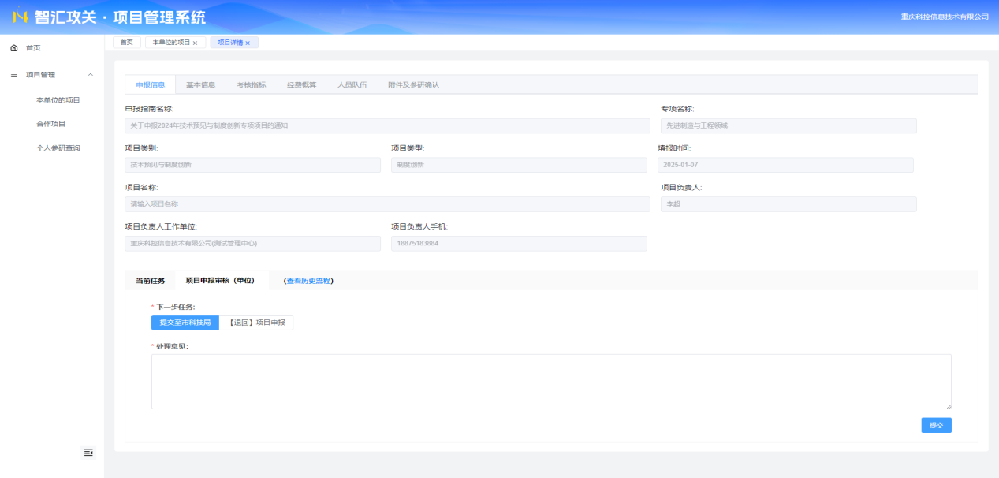 智汇攻关·项目管理系统
重庆科控信息技术有限公司
首页
项目管理
本单位的项目
合作项目
个人参研查询
首页 本单位的项目 × 项目详情 ×
申报信息 基本信息 考核指标 经费概算 人员队伍 附件及参研确认
申报指南名称: 专项名称:
关于申报2024年技术预见与制度创新专项项目的通知 先进制造与工程领域
项目类别: 项目类型: 填报时间:
技术预见与制度创新 制度创新 2025-01-07
项目名称: 项目负责人:
请输入项目名称 李超
项目负责人工作单位: 项目负责人手机:
重庆科控信息技术有限公司(测试管理中心) 18875183884
当前任务 项目申报审核（单位） (查看历史流程)
* 下一步任务:
提交至市科技局 【退回】项目申报
* 处理意见:
提交